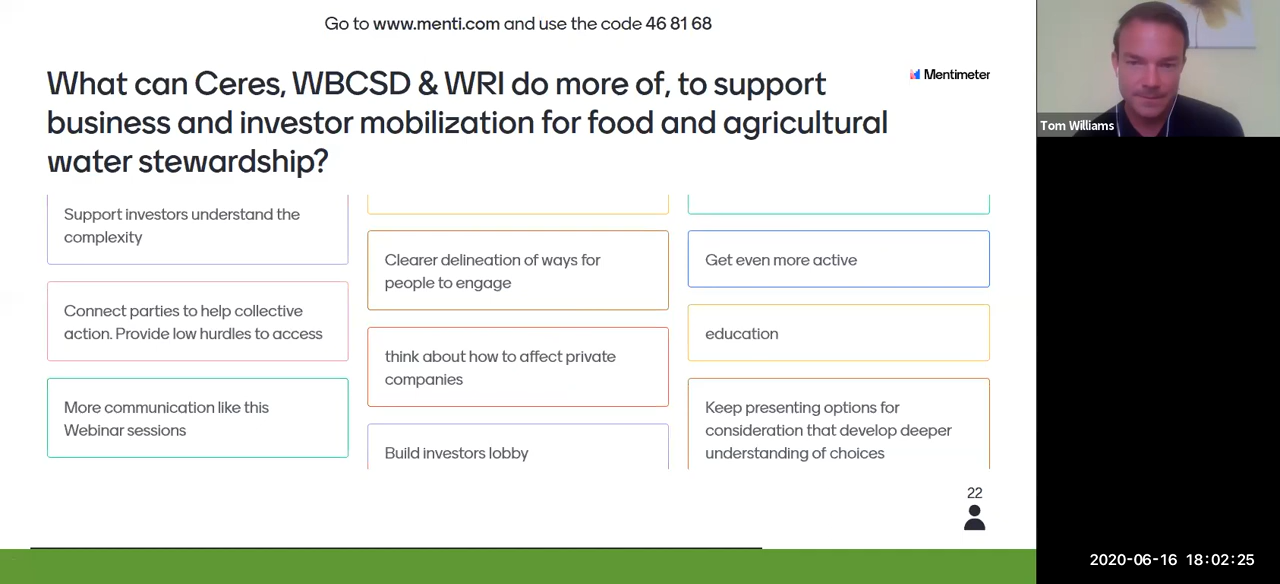 Go to www.menti.com and use the code 46 81 68
What can Ceres, WBCSD & WRI do more of, to support
business and investor mobilization for food and agricultural
water stewardship?
Mentimeter
Tom Williams
Support investors understand the
complexity
Connect parties to help collective
action. Provide low hurdles to access
More communication like this
Webinar sessions
Clearer delineation of ways for
people to engage
think about how to affect private
companies
Build investors lobby
Get even more active
education
Keep presenting options for
consideration that develop deeper
understanding of choices
22
2020-06-16 18:02:25